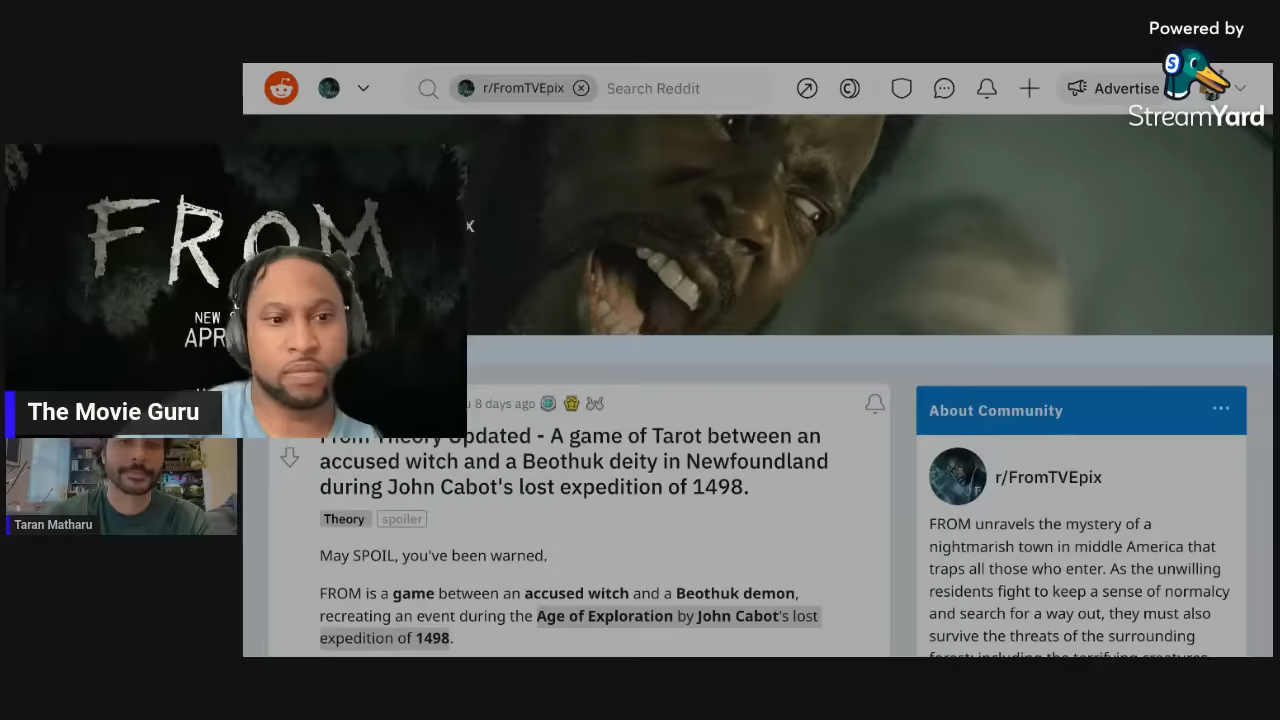 Powered by
StreamYard
r/FromTVEpix
Search Reddit
Advertise
x
FROM
NEW S
APR
The Movie Guru
Taran Matharu
8 days ago
From Theory Updated - A game of Tarot between an
accused witch and a Beothuk deity in Newfoundland
during John Cabot's lost expedition of 1498.
Theory
spoiler
May SPOIL, you've been warned.
FROM is a game between an accused witch and a Beothuk demon,
recreating an event during the Age of Exploration by John Cabot's lost
expedition of 1498.
About Community
r/FromTVEpix
FROM unravels the mystery of a
nightmarish town in middle America that
traps all those who enter. As the unwilling
residents fight to keep a sense of normalcy
and search for a way out, they must also
survive the threats of the surrounding
forest; including the terrifying creatures